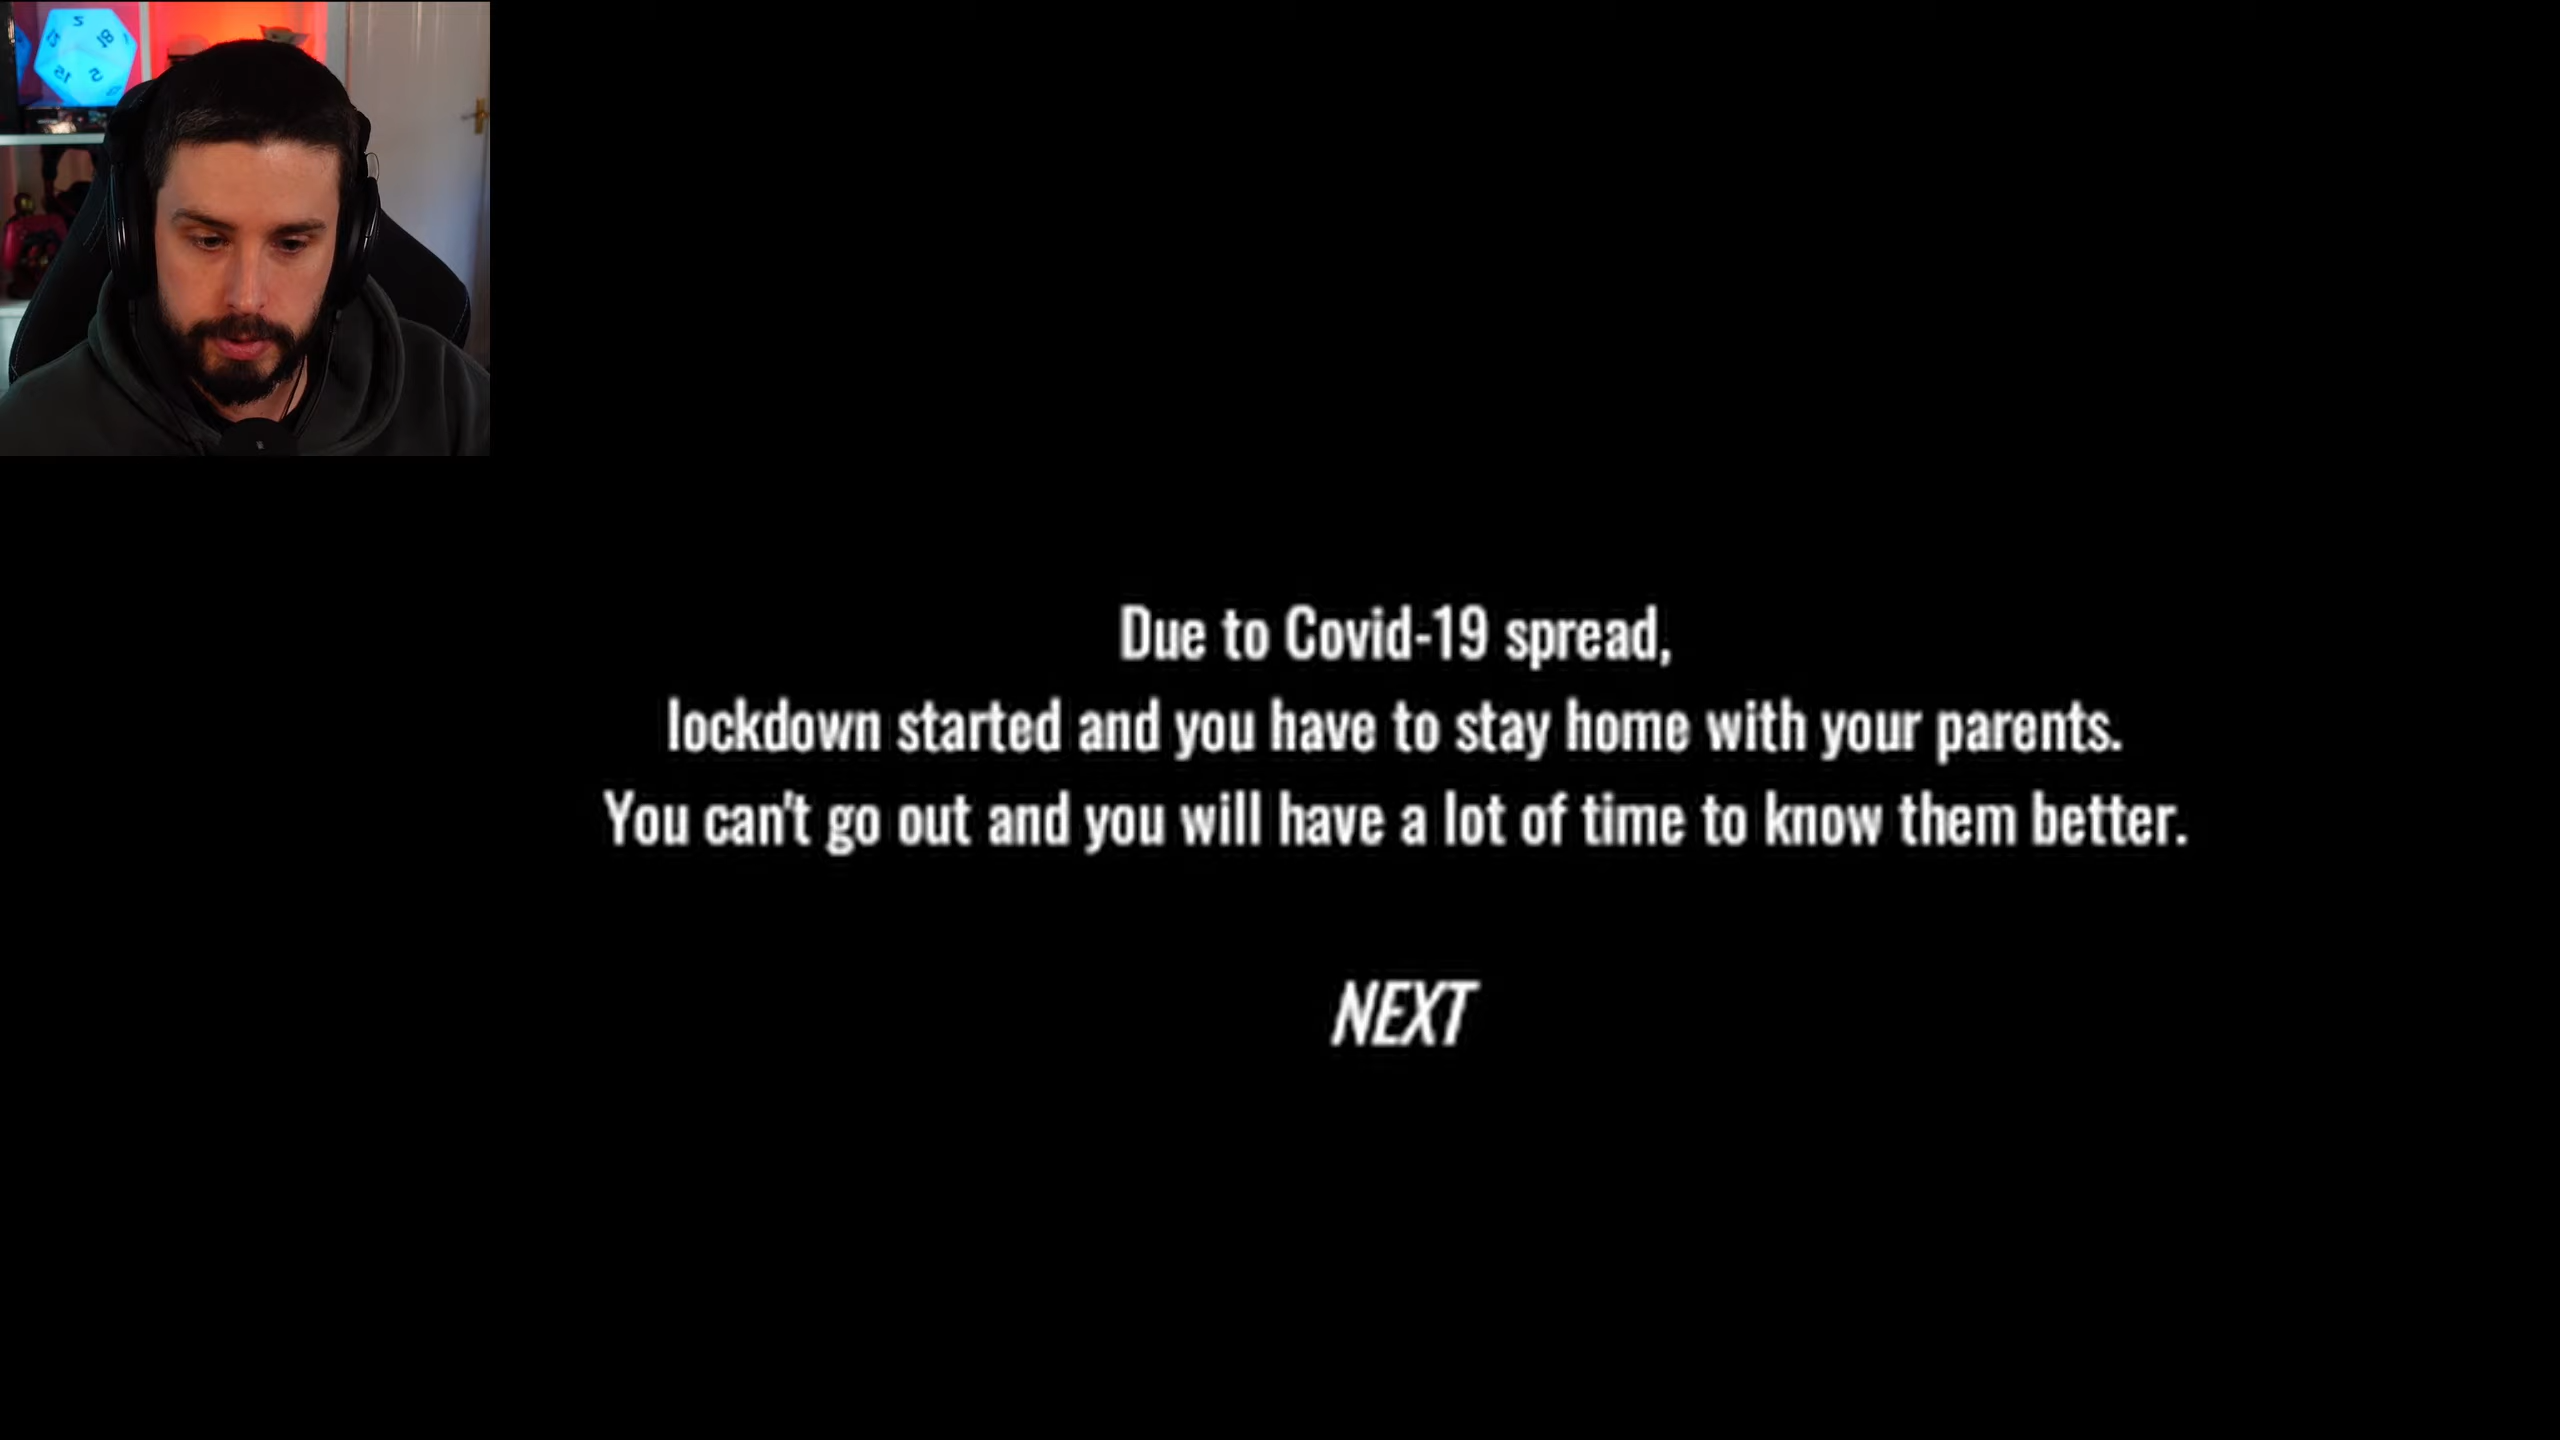 Due to Covid-19 spread,
lockdown started and you have to stay home with your parents.
You can't go out and you will have a lot of time to know them better.
NEXT